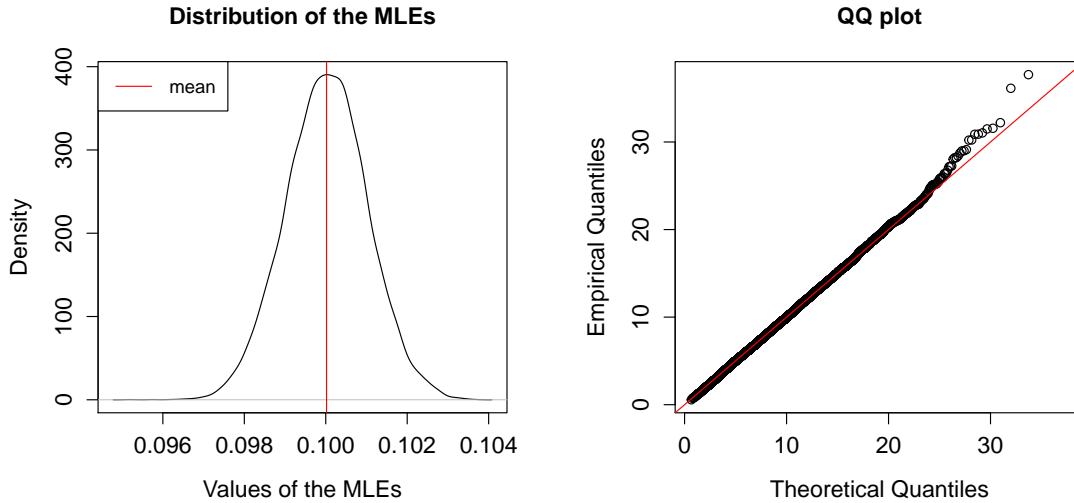 Distribution of the MLEs
mean
Density
0
100
200
300
400
0.096
0.098
0.100
0.102
0.104
Values of the MLEs
QQ plot
Empirical Quantiles
0
10
20
30
0
10
20
30
Theoretical Quantiles